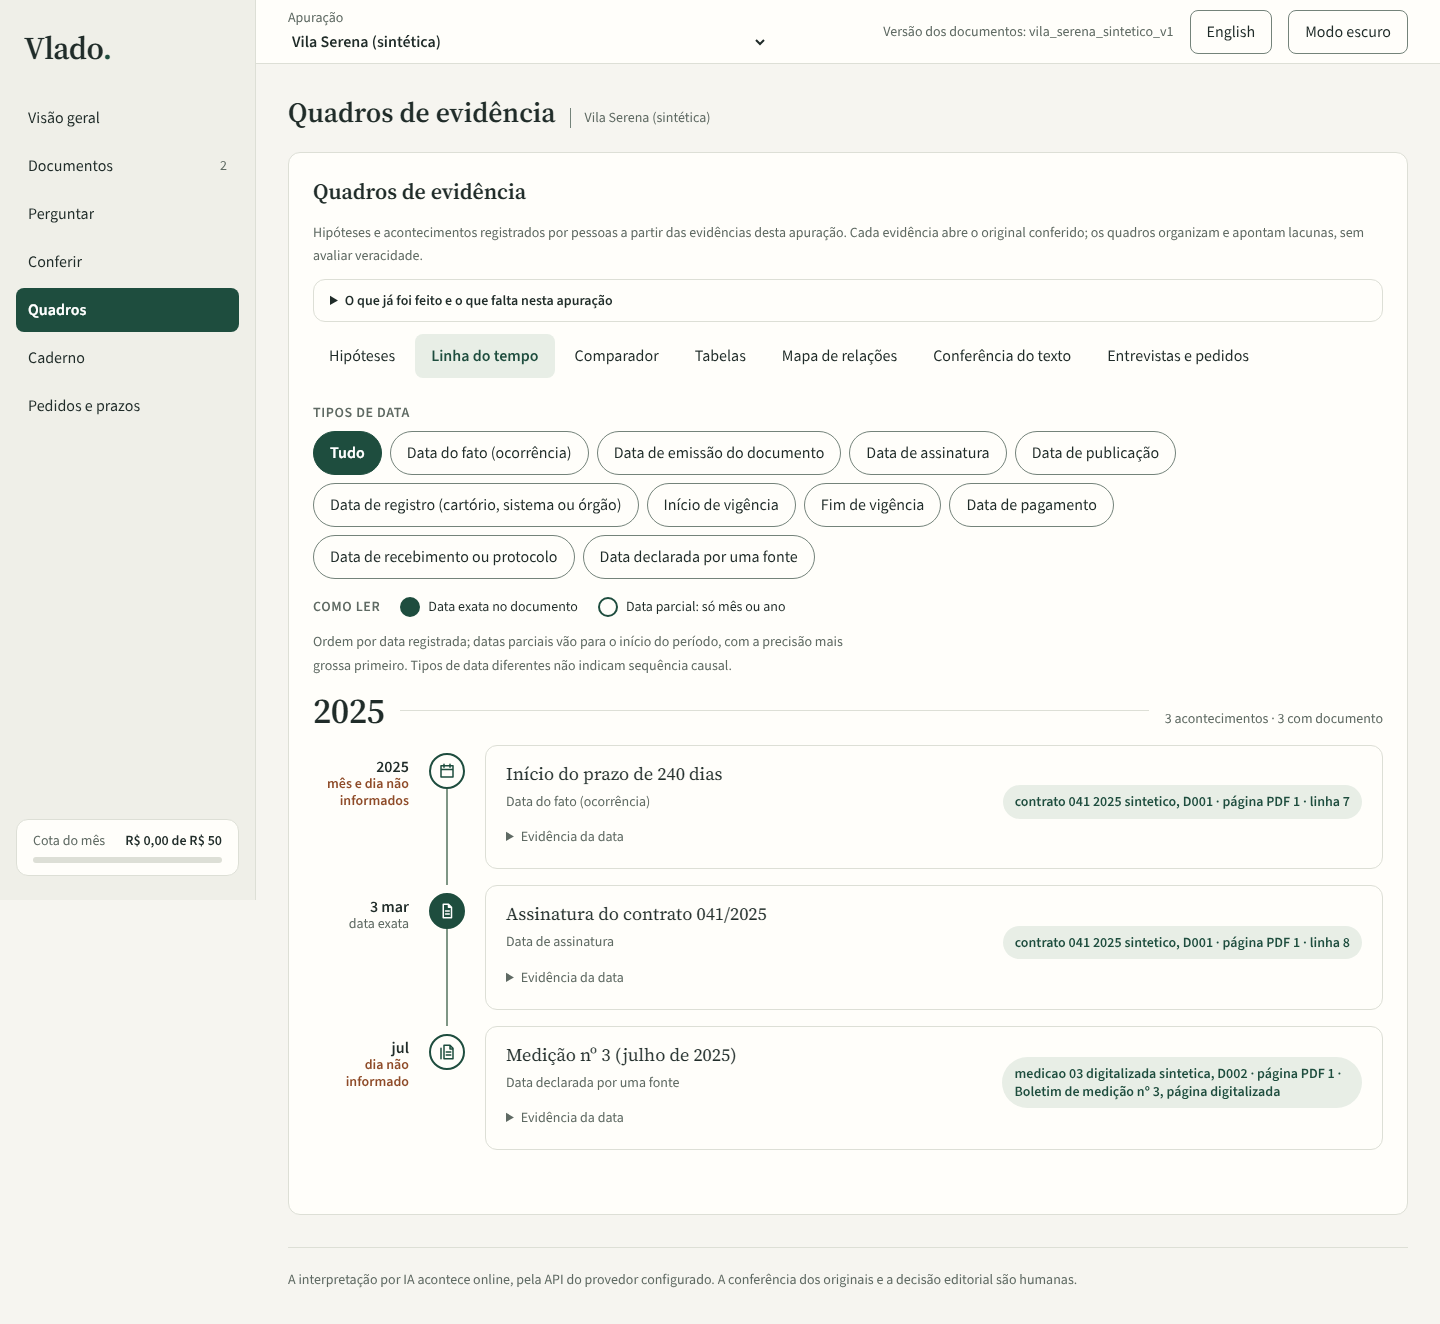 Vlado.
Visão geral
Documentos 2
Perguntar
Conferir
Quadros
Caderno
Pedidos e prazos
Cota do mês R$ 0,00 de R$ 50
Apuração
Vila Serena (sintética)
Versão dos documentos: vila_serena_sintetico_v1
English
Modo escuro
Quadros de evidência
Vila Serena (sintética)
Quadros de evidência
Hipóteses e acontecimentos registrados por pessoas a partir das evidências desta apuração. Cada evidência abre o original conferido; os quadros organizam e apontam lacunas, sem
avaliar veracidade.
O que já foi feito e o que falta nesta apuração
Hipóteses Linha do tempo Comparador Tabelas Mapa de relações Conferência do texto Entrevistas e pedidos
TIPOS DE DATA
Tudo Data do fato (ocorrência) Data de emissão do documento Data de assinatura Data de publicação
Data de registro (cartório, sistema ou órgão) Início de vigência Fim de vigência Data de pagamento
Data de recebimento ou protocolo Data declarada por uma fonte
COMO LER Data exata no documento Data parcial: só mês ou ano
Ordem por data registrada; datas parciais vão para o início do período, com a precisão mais
grossa primeiro. Tipos de data diferentes não indicam sequência causal.
2025 3 acontecimentos · 3 com documento
2025
mês e dia não
informados
Início do prazo de 240 dias
Data do fato (ocorrência)
Evidência da data
contrato 041 2025 sintetico, D001 · página PDF 1 · linha 7
3 mar
data exata
Assinatura do contrato 041/2025
Data de assinatura
Evidência da data
contrato 041 2025 sintetico, D001 · página PDF 1 · linha 8
jul
dia não
informado
Medição nº 3 (julho de 2025)
Data declarada por uma fonte
Evidência da data
medicao 03 digitalizada sintetica, D002 · página PDF 1 ·
Boletim de medição nº 3, página digitalizada
A interpretação por IA acontece online, pela API do provedor configurado. A conferência dos originais e a decisão editorial são humanas.